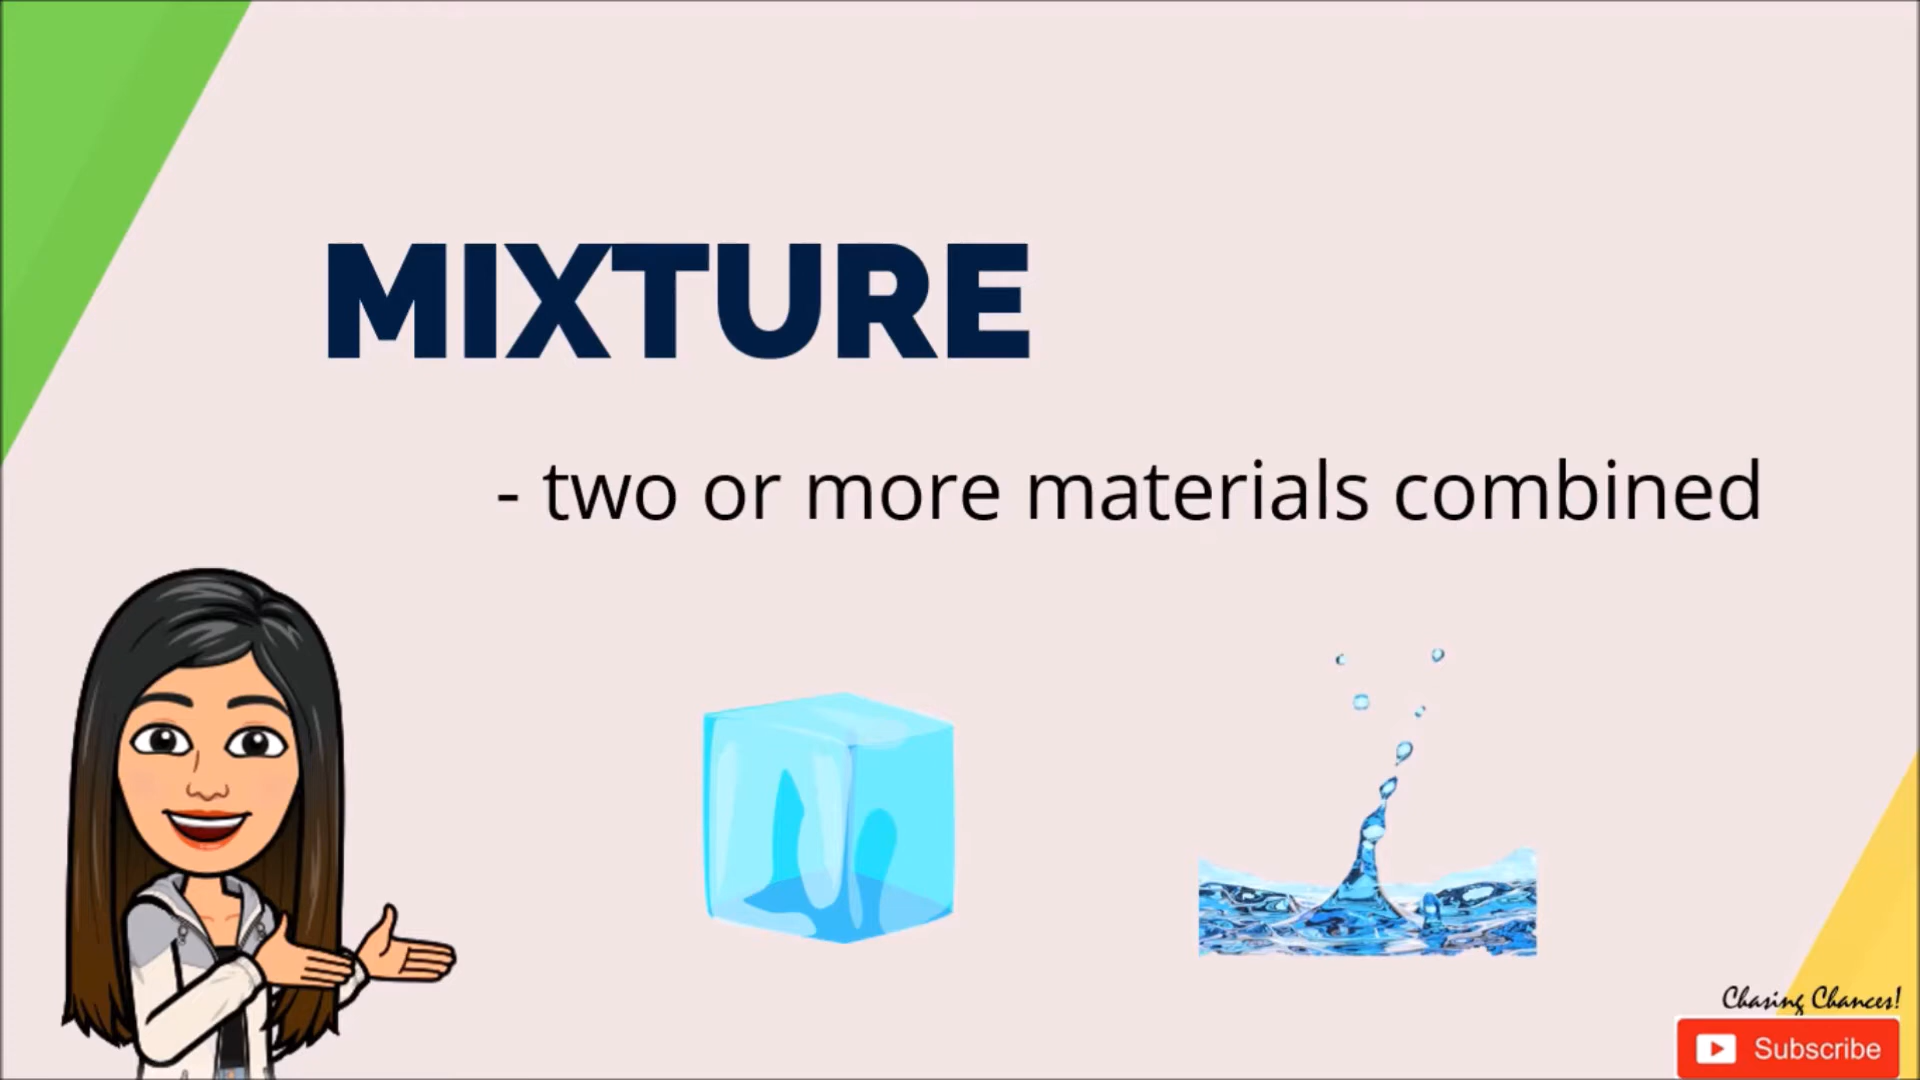 MIXTURE
- two or more materials combined
Chasing Chances!
Subscribe